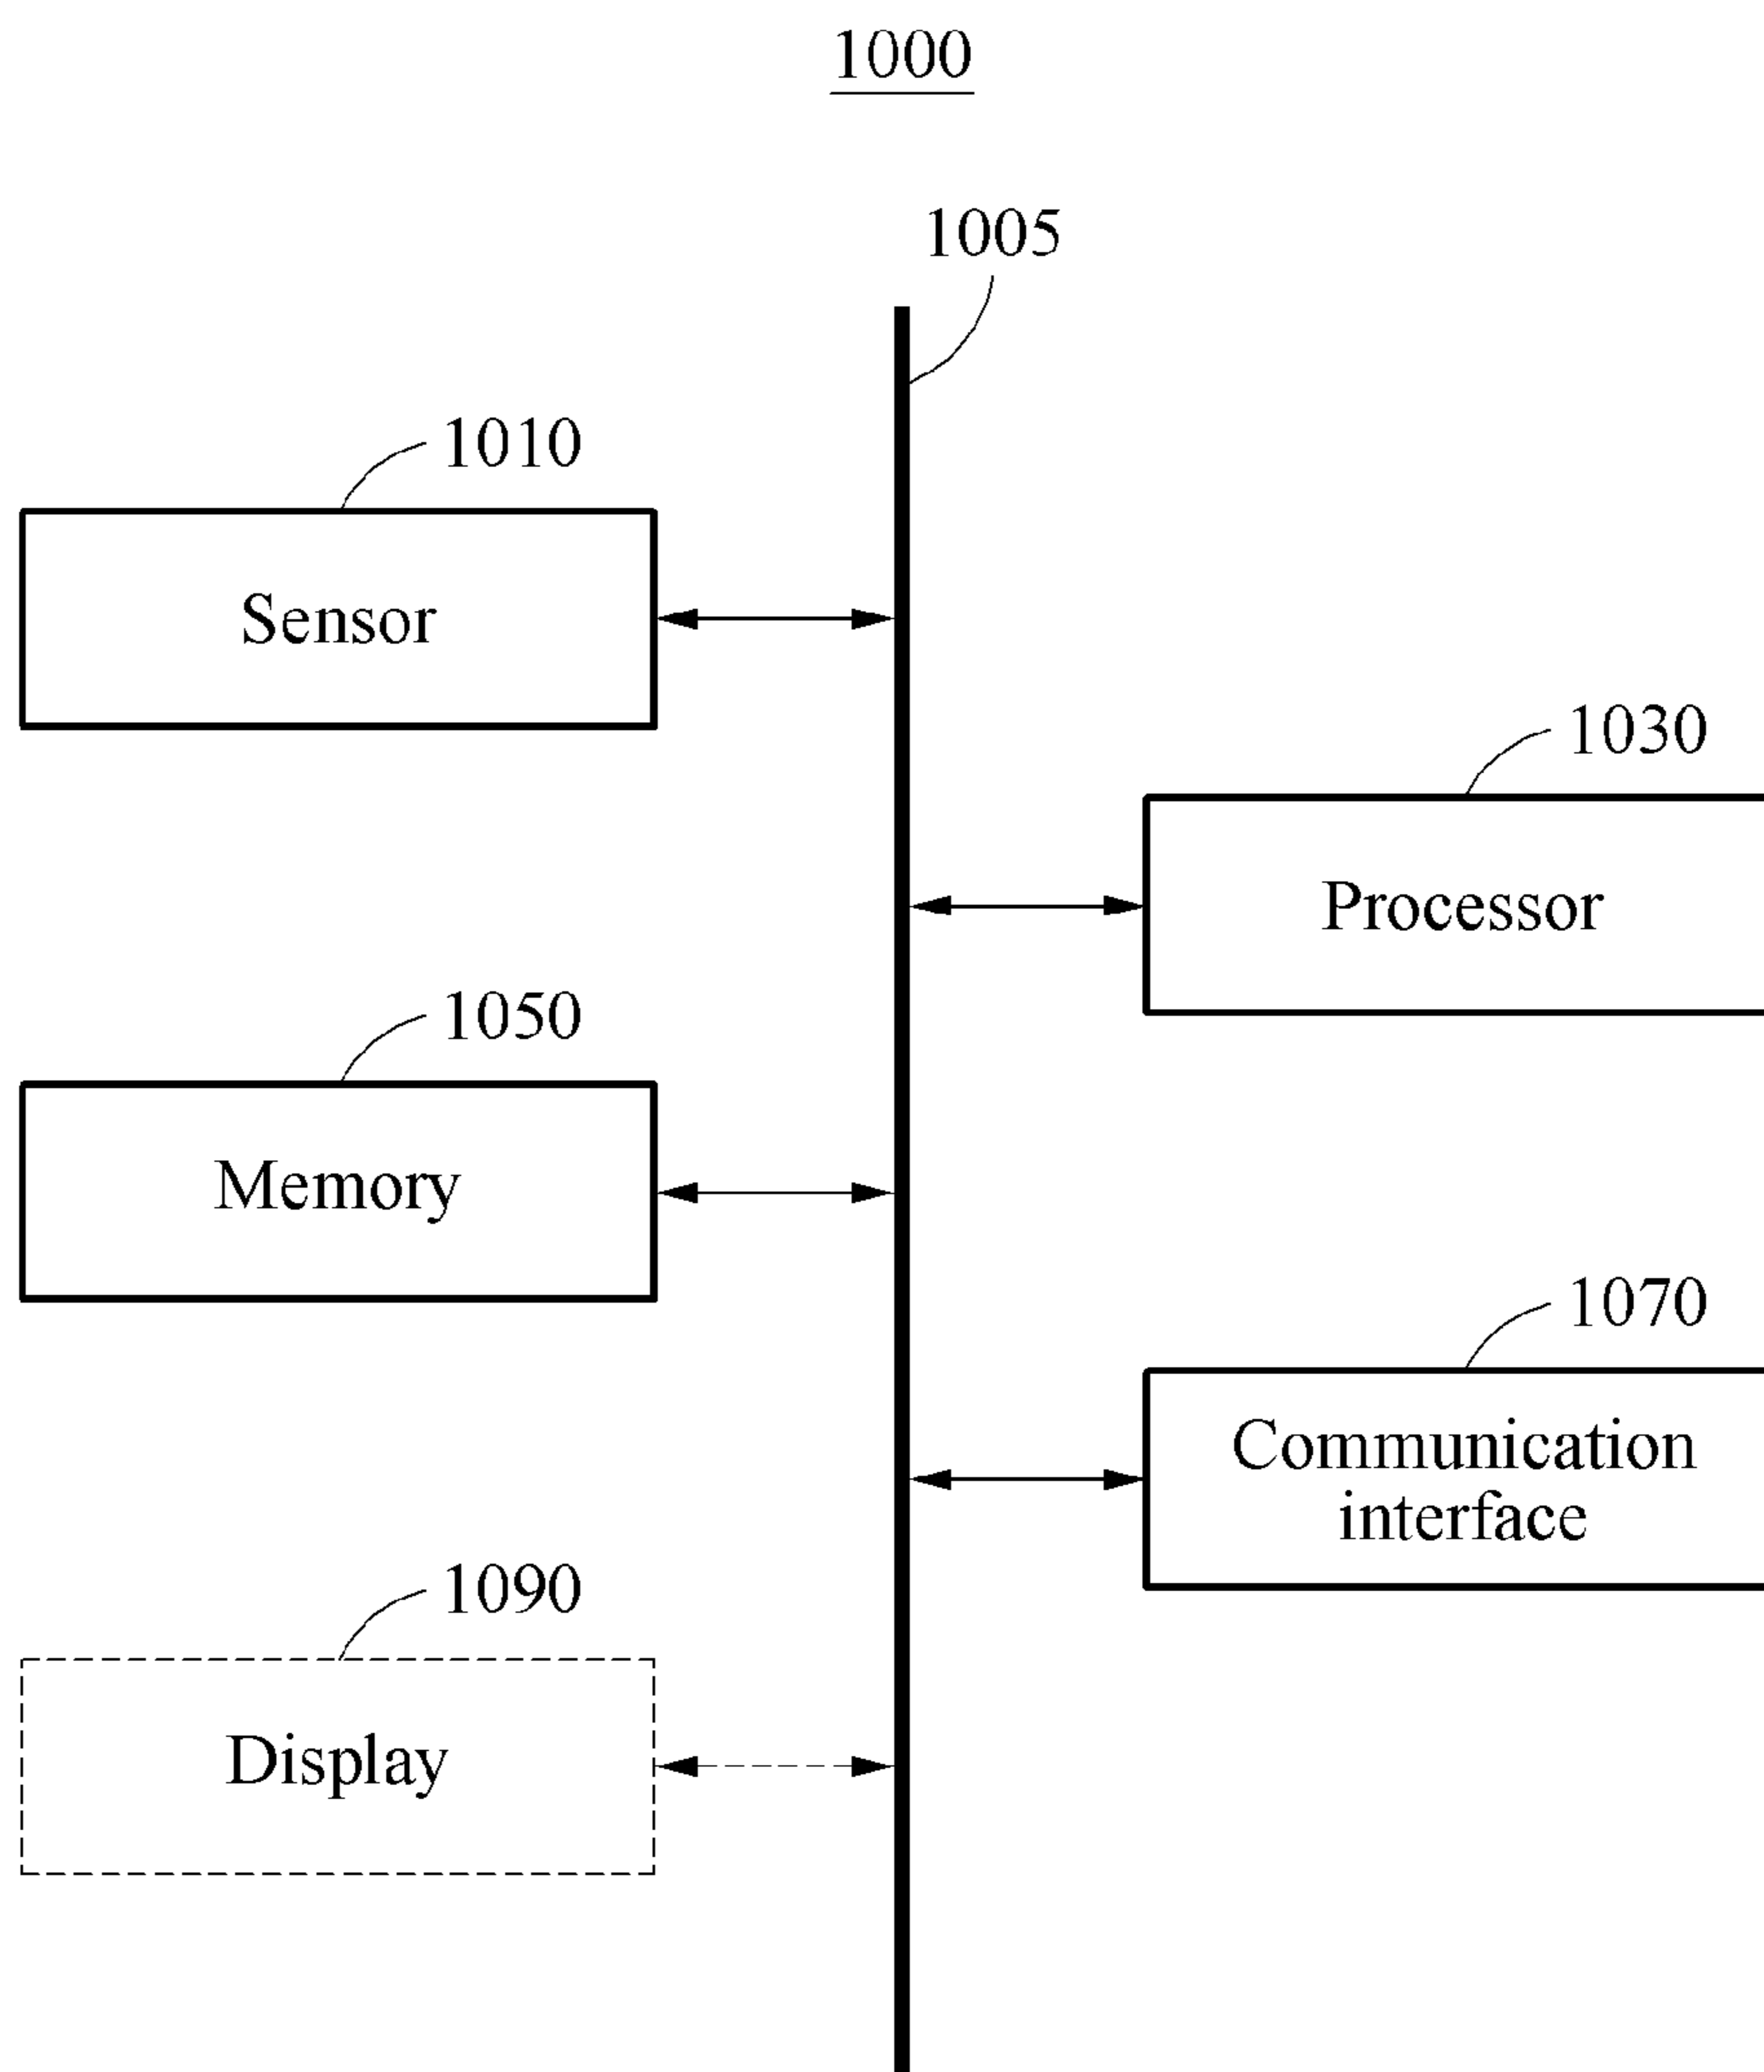 1000
1005
1010
Sensor
1030
Processor
1050
Memory
1070
Communication
interface
1090
Display